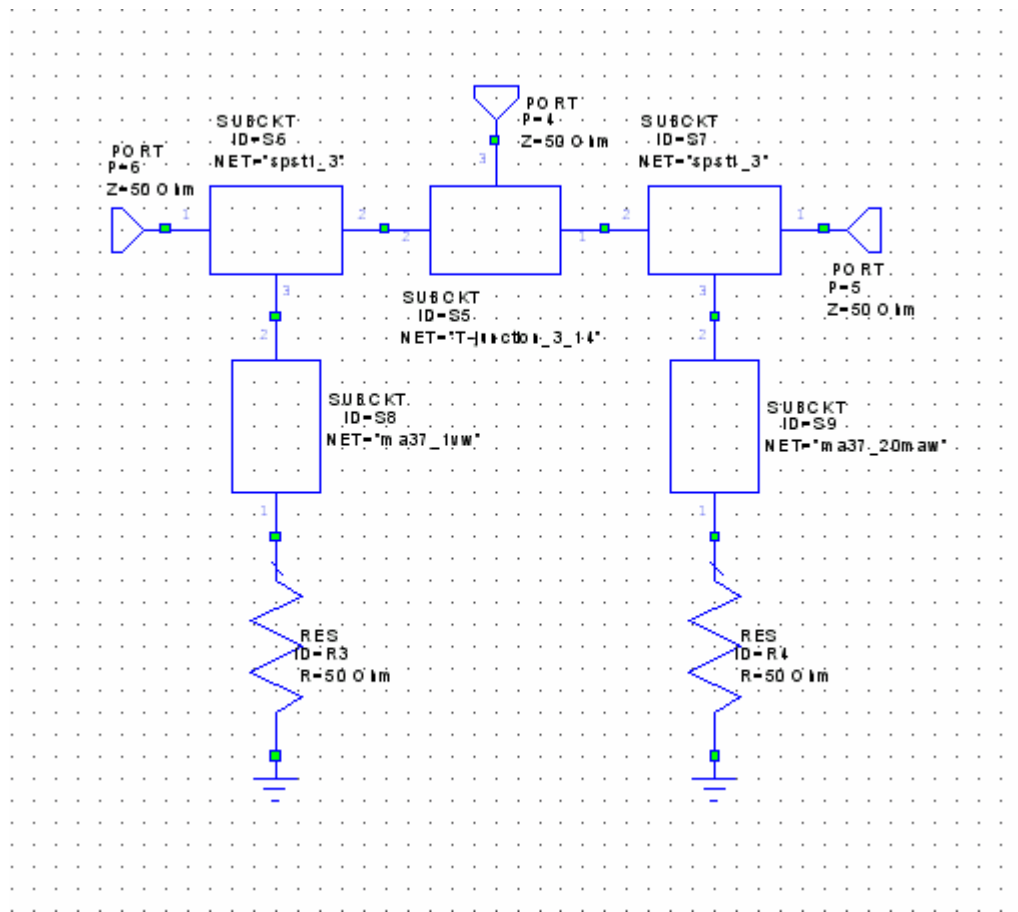 PORT
P=4
Z=50 Ohm
3
SUBCKT
ID=S6
NET="spst1_3"
SUBCKT
ID=S7
NET="spst1_3"
PORT
P=6
Z=50 Ohm
1
2
2
1
2
1
PORT
P=5
Z=50 Ohm
3
3
SUBCKT
ID=S5
NET="T-junction_3_14"
2
2
SUBCKT
ID=S8
NET="ma37_1uw"
SUBCKT
ID=S9
NET="ma37_20maw"
1
1
RES
ID=R3
R=50 Ohm
RES
ID=R4
R=50 Ohm